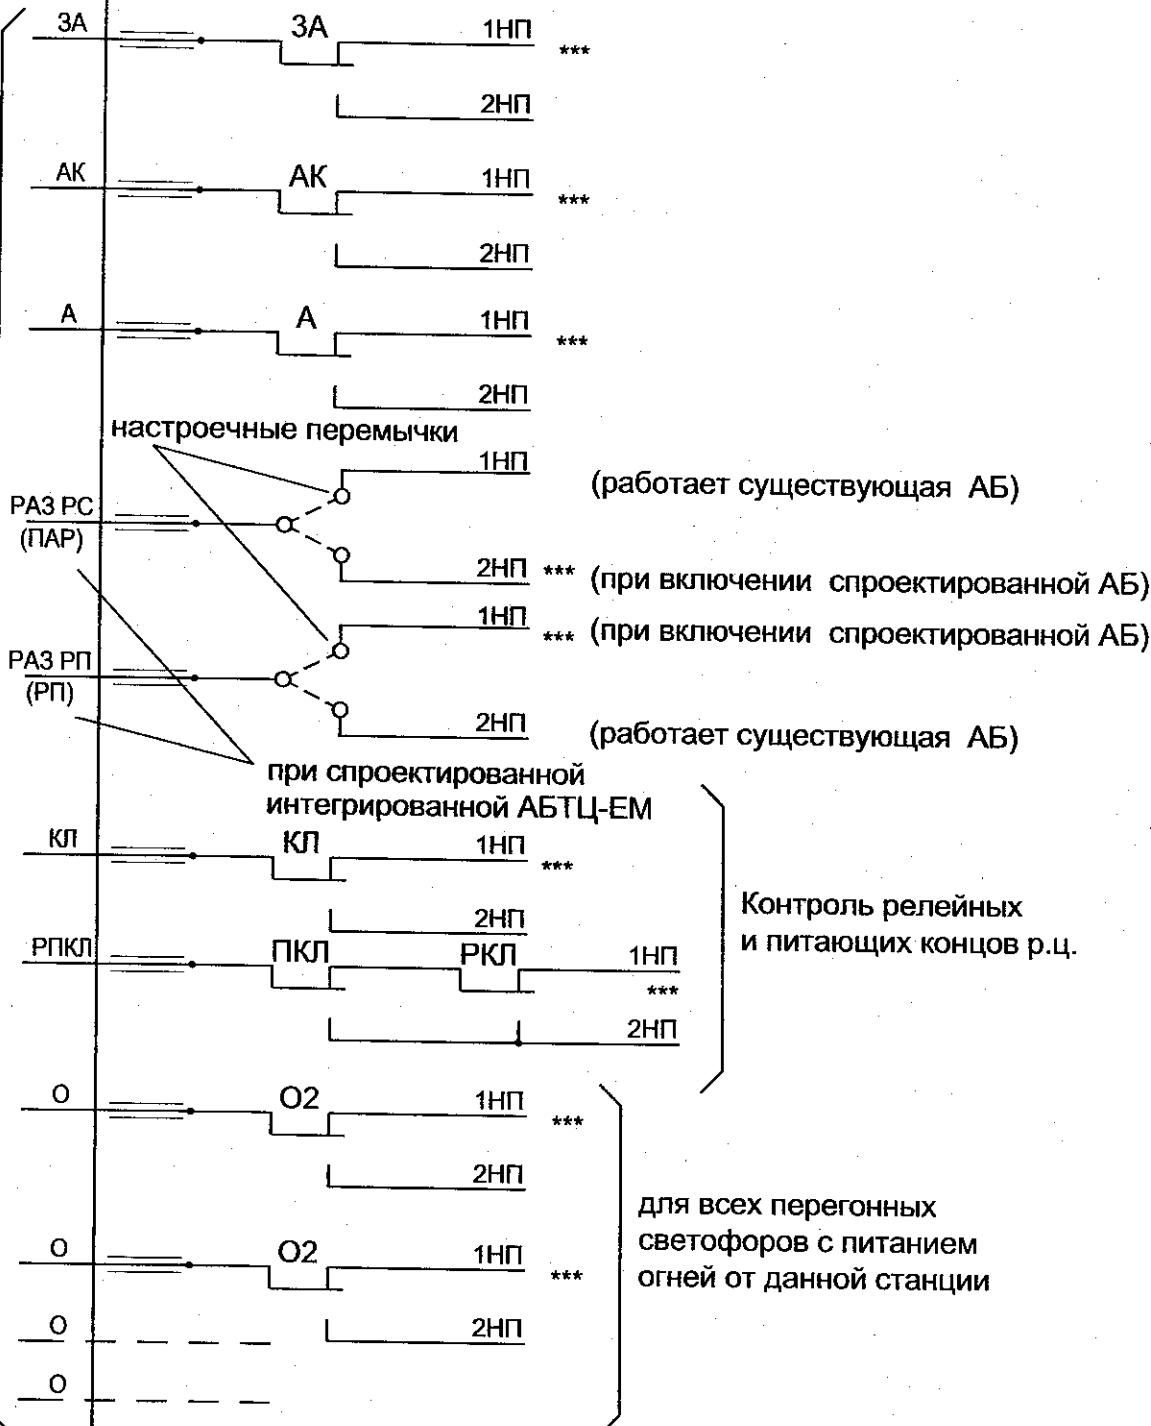 ЗА ЗА 1НП ***
2НП
АК АК 1НП ***
2НП
А А 1НП ***
2НП
настроечные перемычки
1НП (работает существующая АБ)
РАЗ РС
(ПАР)
2НП *** (при включении спроектированной АБ)
1НП *** (при включении спроектированной АБ)
РАЗ РП
(РП)
2НП (работает существующая АБ)
при спроектированной
интегрированной АБТЦ-ЕМ
КЛ КЛ 1НП ***
2НП
Контроль релейных
и питающих концов р.ц.
РПКЛ ПКЛ РКЛ 1НП ***
2НП
О О2 1НП ***
2НП
для всех перегонных
светофоров с питанием
огней от данной станции
О О2 1НП ***
2НП
О
О